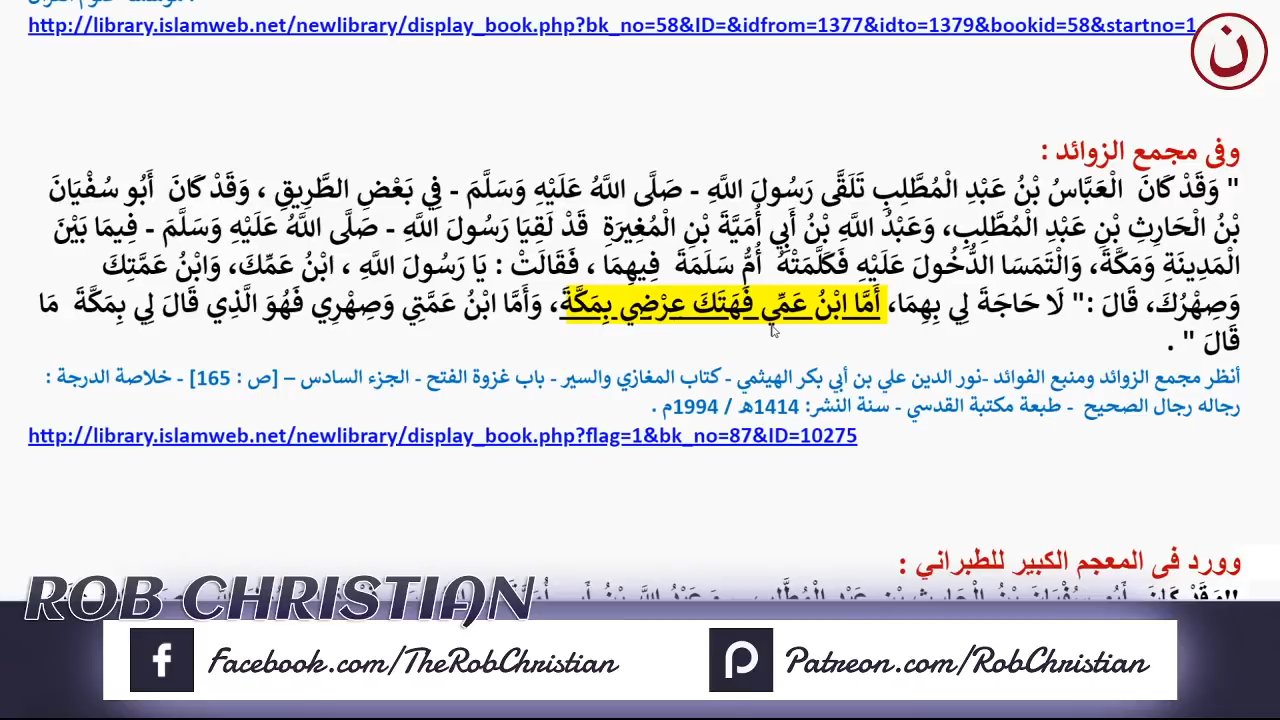 http://library.islamweb.net/newlibrary/display_book.php?bk_no=58&ID=&idfrom=1377&idto=1379&bookid=58&startno=1
ن
وفى مجمع الزوائد :
" وَقَدْ كَانَ الْعَبَّاسُ بْنُ عَبْدِ الْمُطَّلِبِ تَلَقَّى رَسُولَ اللَّهِ - صَلَّى اللَّهُ عَلَيْهِ وَسَلَّمَ - فِي بَعْضِ الطَّرِيقِ ، وَقَدْ كَانَ أَبُو سُفْيَانَ
بْنُ الْحَارِثِ بْنِ عَبْدِ الْمُطَّلِبِ، وَعَبْدُ اللَّهِ بْنُ أَبِي أُمَيَّةَ بْنِ الْمُغِيرَةِ قَدْ لَقِيَا رَسُولَ اللَّهِ - صَلَّى اللَّهُ عَلَيْهِ وَسَلَّمَ - فِيمَا بَيْنَ
الْمَدِينَةِ وَمَكَّةَ، وَالْتَمَسَا الدُّخُولَ عَلَيْهِ فَكَلَّمَتْهُ أُمُّ سَلَمَةَ فِيهِمَا ، فَقَالَتْ : يَا رَسُولَ اللَّهِ ، ابْنُ عَمِّكَ، وَابْنُ عَمَّتِكَ
وَصِهْرُكَ، قَالَ :" لَا حَاجَةَ لِي بِهِمَا، أَمَّا ابْنُ عَمِّي فَهَتَكَ عِرْضِي بِمَكَّةَ، وَأَمَّا ابْنُ عَمَّتِي وَصِهْرِي فَهُوَ الَّذِي قَالَ لِي بِمَكَّةَ مَا
قَالَ " .
أنظر مجمع الزوائد ومنبع الفوائد -نور الدين علي بن أبي بكر الهيثمي - كتاب المغازي والسير - باب غزوة الفتح - الجزء السادس – [ص : 165] - خلاصة الدرجة :
رجاله رجال الصحيح - طبعة مكتبة القدسي - سنة النشر: 1414هـ / 1994م .
http://library.islamweb.net/newlibrary/display_book.php?flag=1&bk_no=87&ID=10275
وورد فى المعجم الكبير للطبراني :
ROB CHRISTIAN
Facebook.com/TheRobChristian
Patreon.com/RobChristian